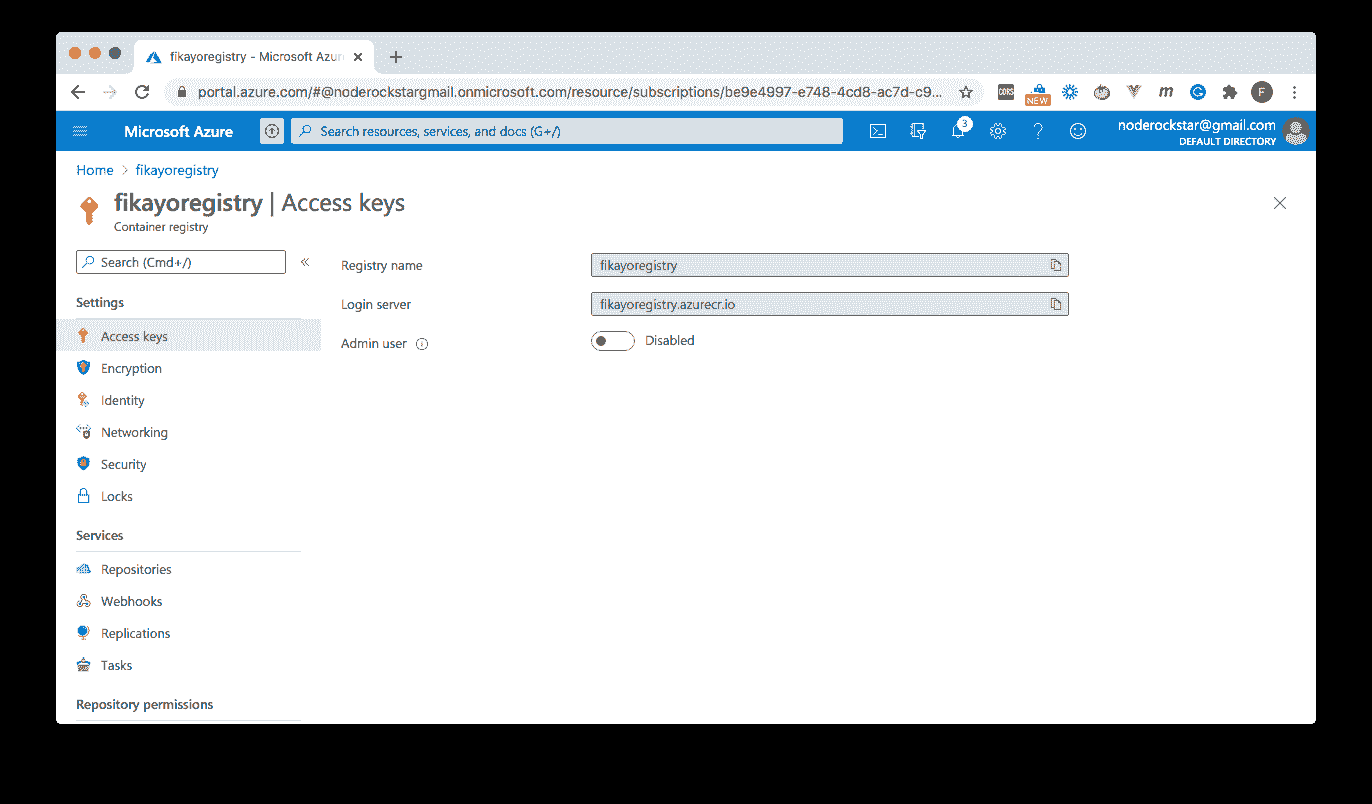 fikayoregistry - Microsoft Azur
portal.azure.com/#@noderockstargmail.onmicrosoft.com/resource/subscriptions/be9e4997-e748-4cd8-ac7d-c9...
CORS
NEW
m
F
Microsoft Azure
Search resources, services, and docs (G+/)
3
noderockstar@gmail.com
DEFAULT DIRECTORY
Home > fikayoregistry
fikayoregistry | Access keys
Container registry
Search (Cmd+/)
«
Registry name
fikayoregistry
Settings
Login server
fikayoregistry.azurecr.io
Access keys
Admin user
Disabled
Encryption
Identity
Networking
Security
Locks
Services
Repositories
Webhooks
Replications
Tasks
Repository permissions